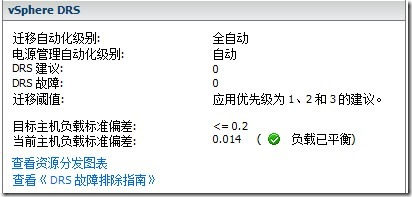 vSphere DRS
迁移自动化级别: 全自动
电源管理自动化级别: 自动
DRS 建议: 0
DRS 故障: 0
迁移阈值: 应用优先级为 1、2 和 3 的建议。
目标主机负载标准偏差: <= 0.2
当前主机负载标准偏差: 0.014 ( 负载已平衡)
查看资源分发图表
查看《 DRS 故障排除指南》